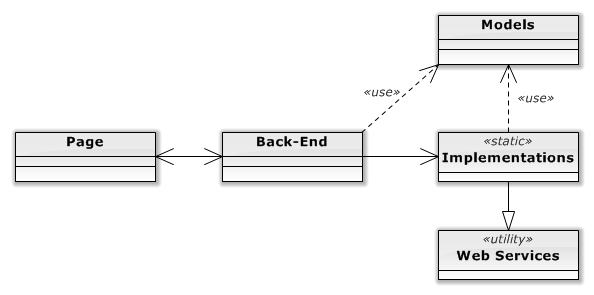 Models
«use»
«use»
Page
Back-End
«static»
Implementations
«utility»
Web Services